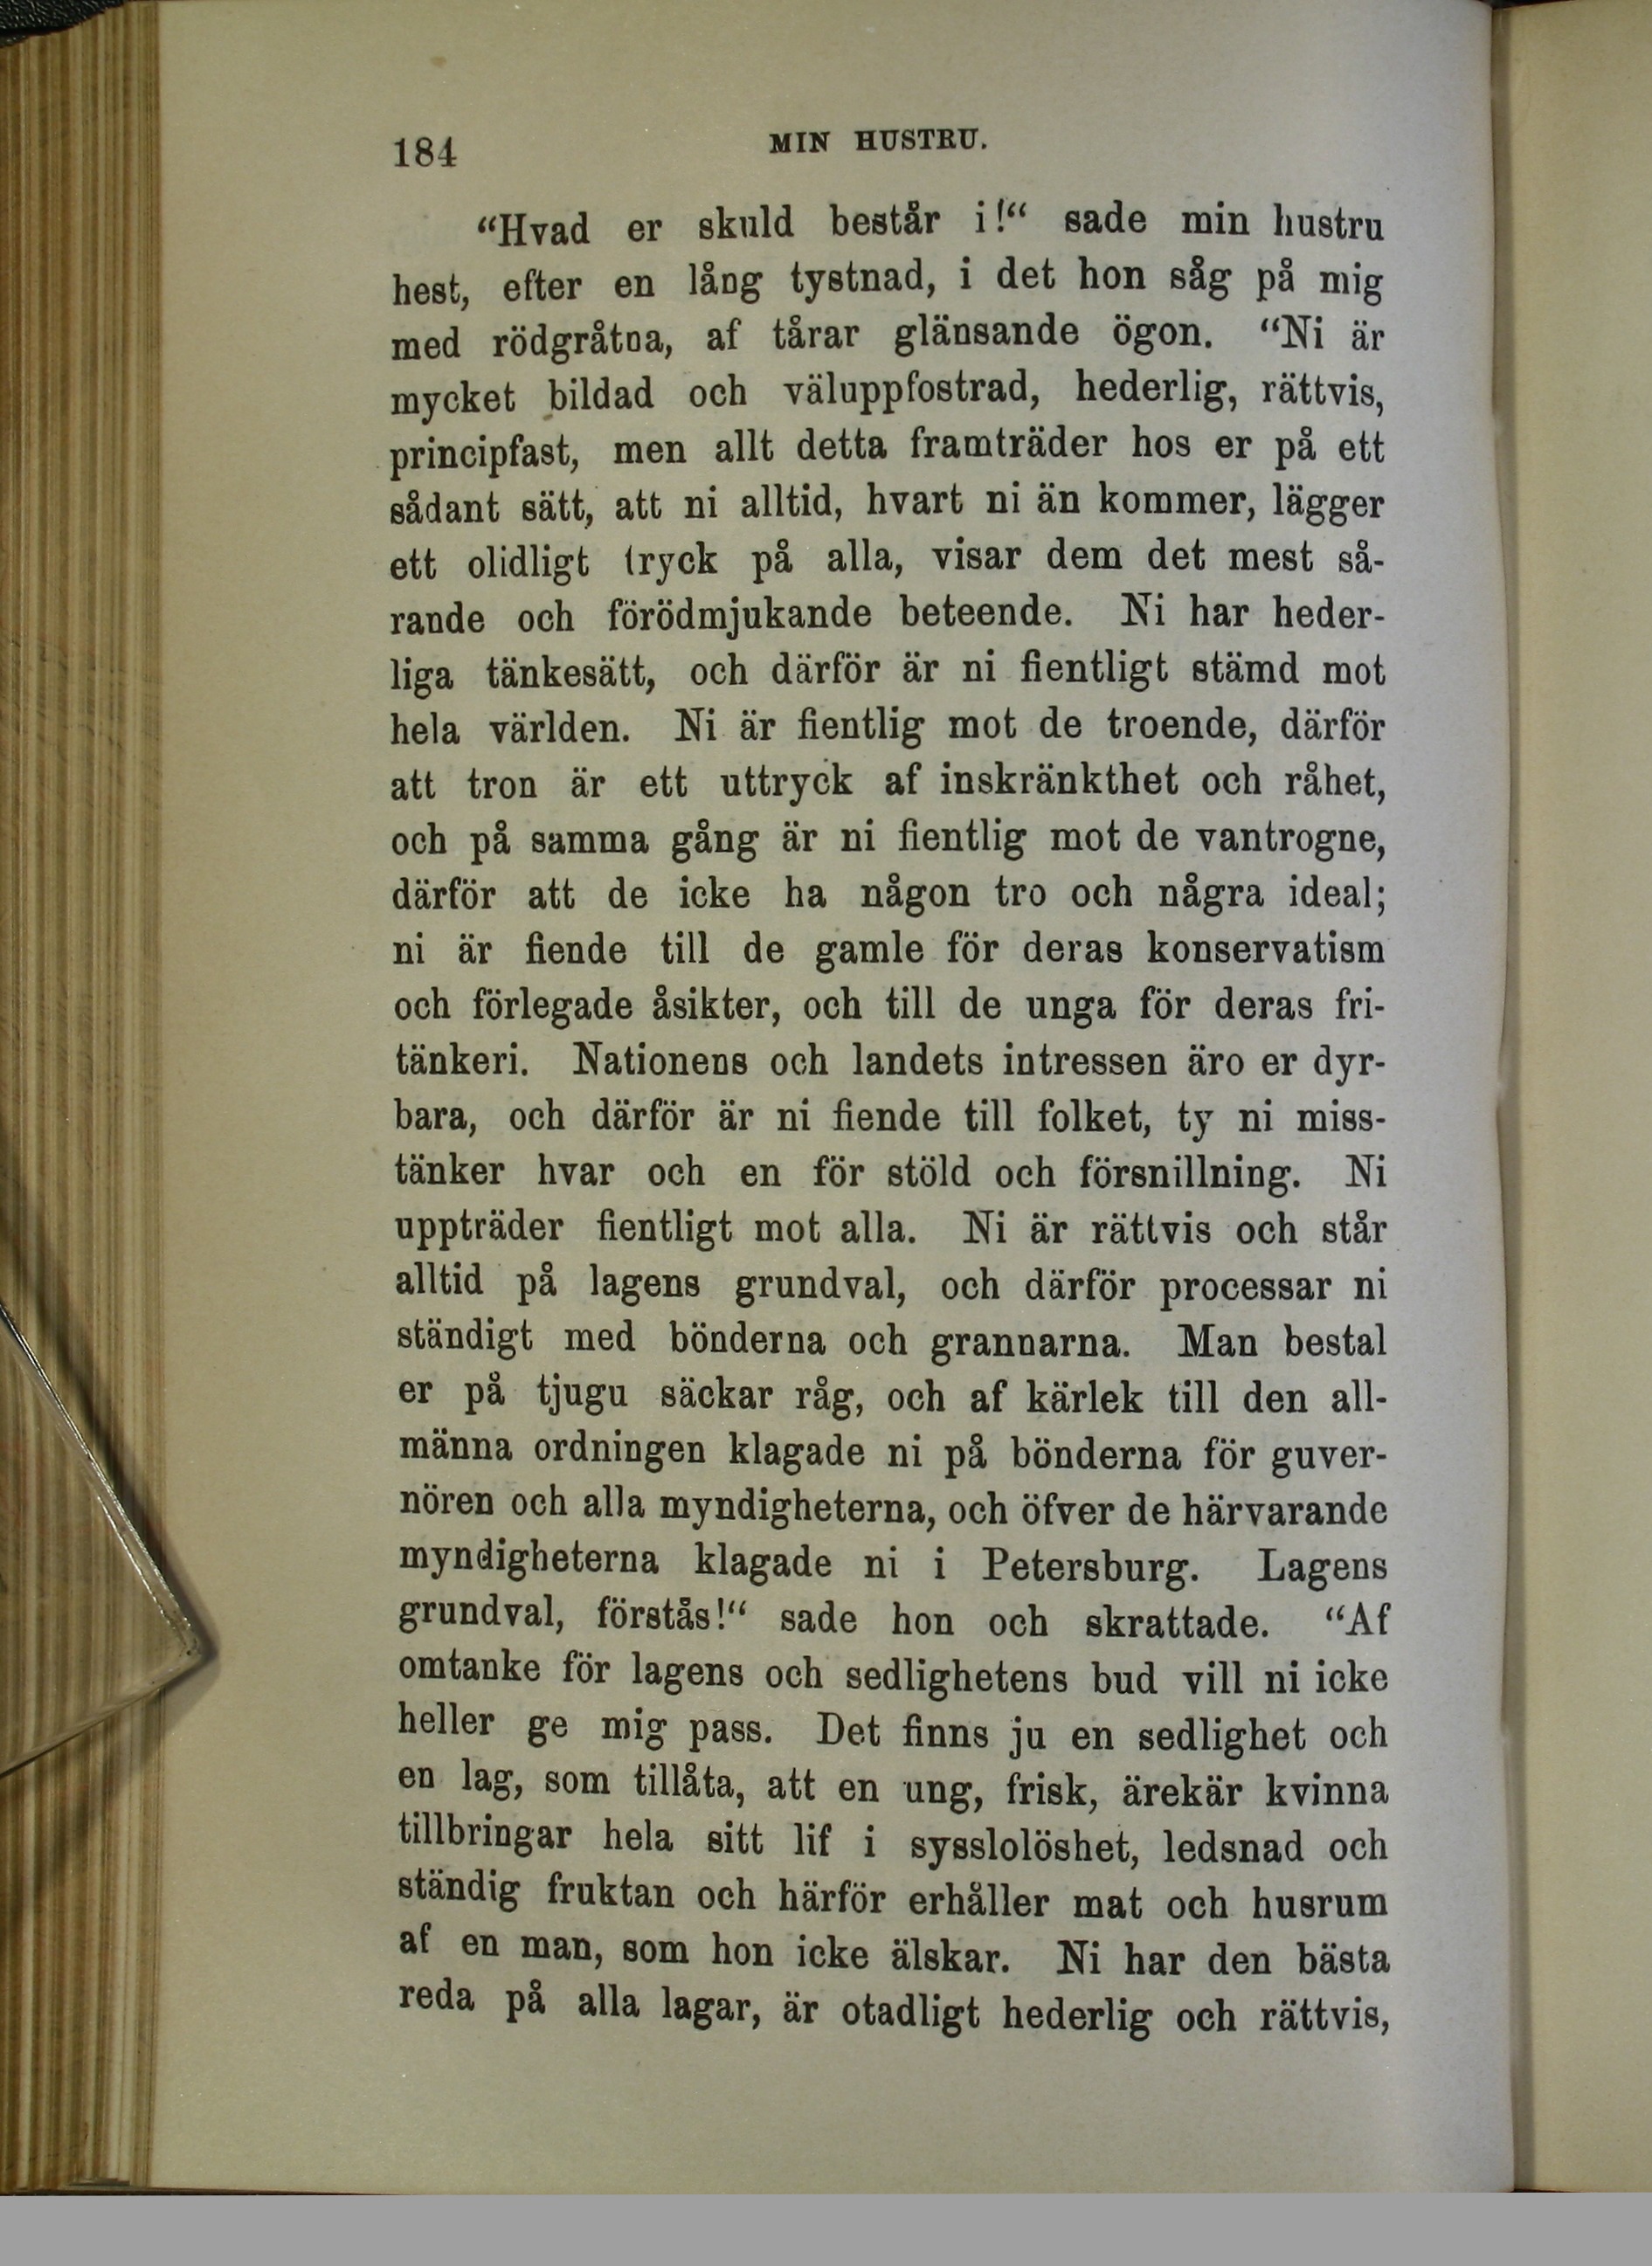 184
MIN HUSTRU.
“Hvad er skuld består i!“ sade min hustru
hest, efter en lång tystnad, i det hon såg på mig
med rödgråtna, af tårar glänsande ögon. “Ni är
mycket bildad och väluppfostrad, hederlig, rättvis,
principfast, men allt detta framträder hos er på ett
sådant sätt, att ni alltid, hvart ni än kommer, lägger
ett olidligt tryck på alla, visar dem det mest så-
rande och förödmjukande beteende. Ni har heder-
liga tänkesätt, och därför är ni fientligt stämd mot
hela världen. Ni är fientlig mot de troende, därför
att tron är ett uttryck af inskränkthet och råhet,
och på samma gång är ni fientlig mot de vantrogne,
därför att de icke ha någon tro och några ideal;
ni är fiende till de gamle för deras konservatism
och förlegade åsikter, och till de unga för deras fri-
tänkeri. Nationens och landets intressen äro er dyr-
bara, och därför är ni fiende till folket, ty ni miss-
tänker hvar och en för stöld och försnillning. Ni
uppträder fientligt mot alla. Ni är rättvis och står
alltid på lagens grundval, och därför processar ni
ständigt med bönderna och grannarna. Man bestal
er på tjugu säckar råg, och af kärlek till den all-
männa ordningen klagade ni på bönderna för guver-
nören och alla myndigheterna, och öfver de härvarande
myndigheterna klagade ni i Petersburg. Lagens
grundval, förstås!“ sade hon och skrattade. “Af
omtanke för lagens och sedlighetens bud vill ni icke
heller ge mig pass. Det finns ju en sedlighet och
en lag, som tillåta, att en ung, frisk, ärekär kvinna
tillbringar hela sitt lif i sysslolöshet, ledsnad och
ständig fruktan och härför erhåller mat och husrum
af en man, som hon icke älskar. Ni har den bästa
reda på alla lagar, är otadligt hederlig och rättvis,